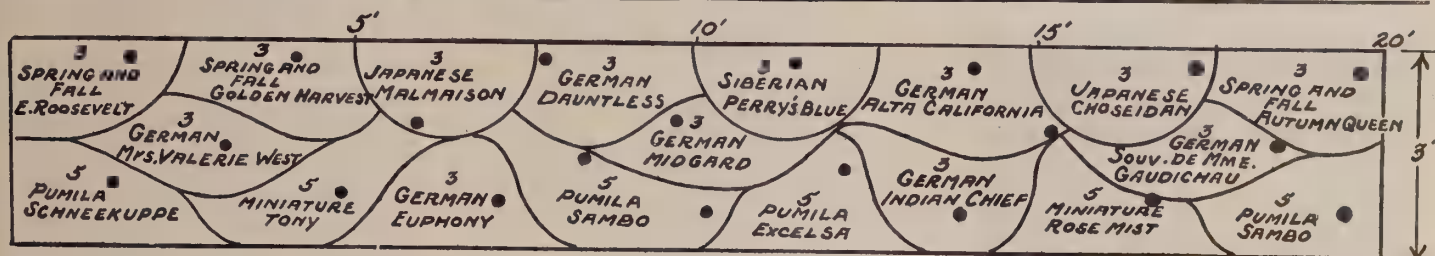 5' 10' 15' 20'
3
SPRING AND
FALL
E. ROOSEVELT
3
SPRING AND
FALL
GOLDEN HARVEST
3
JAPANESE
MALMAISON
3
GERMAN
DAUNTLESS
3
SIBERIAN
PERRY'S BLUE
3
GERMAN
ALTA CALIFORNIA
3
JAPANESE
CHOSEIDAN
3
SPRING AND
FALL
AUTUMN QUEEN
3
GERMAN
MRS. VALERIE WEST
3
GERMAN
MIDGARD
3
GERMAN
SOUV. DE MME.
GAUDICHAU
3'
5
PUMILA
SCHNEEKUPPE
5
MINIATURE
TONY
3
GERMAN
EUPHONY
5
PUMILA
SAMBO
5
PUMILA
EXCELSA
3
GERMAN
INDIAN CHIEF
5
MINIATURE
ROSE MIST
5
PUMILA
SAMBO